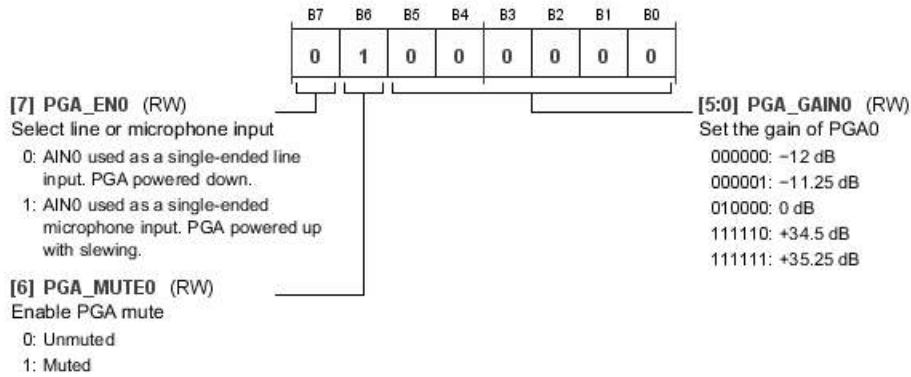 B7 B6 B5 B4 B3 B2 B1 B0
0 1 0 0 0 0 0 0
[7] PGA_EN0 (RW)
Select line or microphone input
0: AIN0 used as a single-ended line
input. PGA powered down.
1: AIN0 used as a single-ended
microphone input. PGA powered up
with slewing.
[6] PGA_MUTE0 (RW)
Enable PGA mute
0: Unmuted
1: Muted
[5:0] PGA_GAIN0 (RW)
Set the gain of PGA0
000000: −12 dB
000001: −11.25 dB
010000: 0 dB
111110: +34.5 dB
111111: +35.25 dB